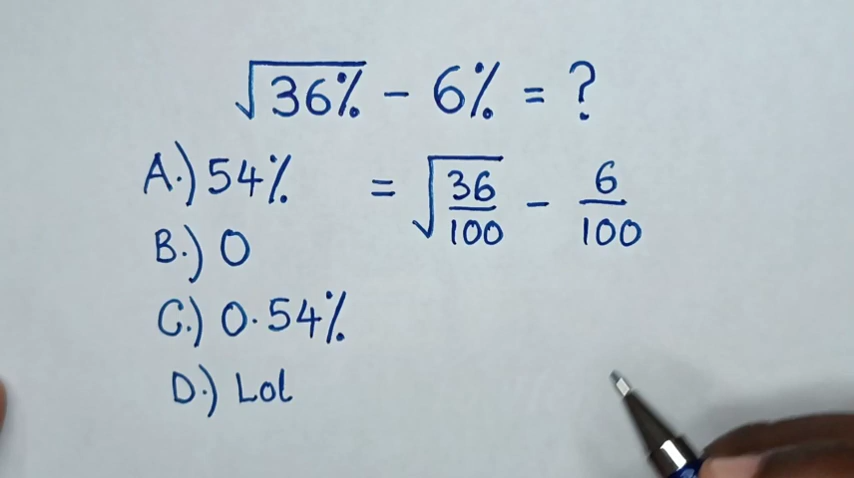 √36% - 6% = ?
A.) 54%
= √36/100 - 6/100
B.) 0
C.) 0.54%
D.) Lol